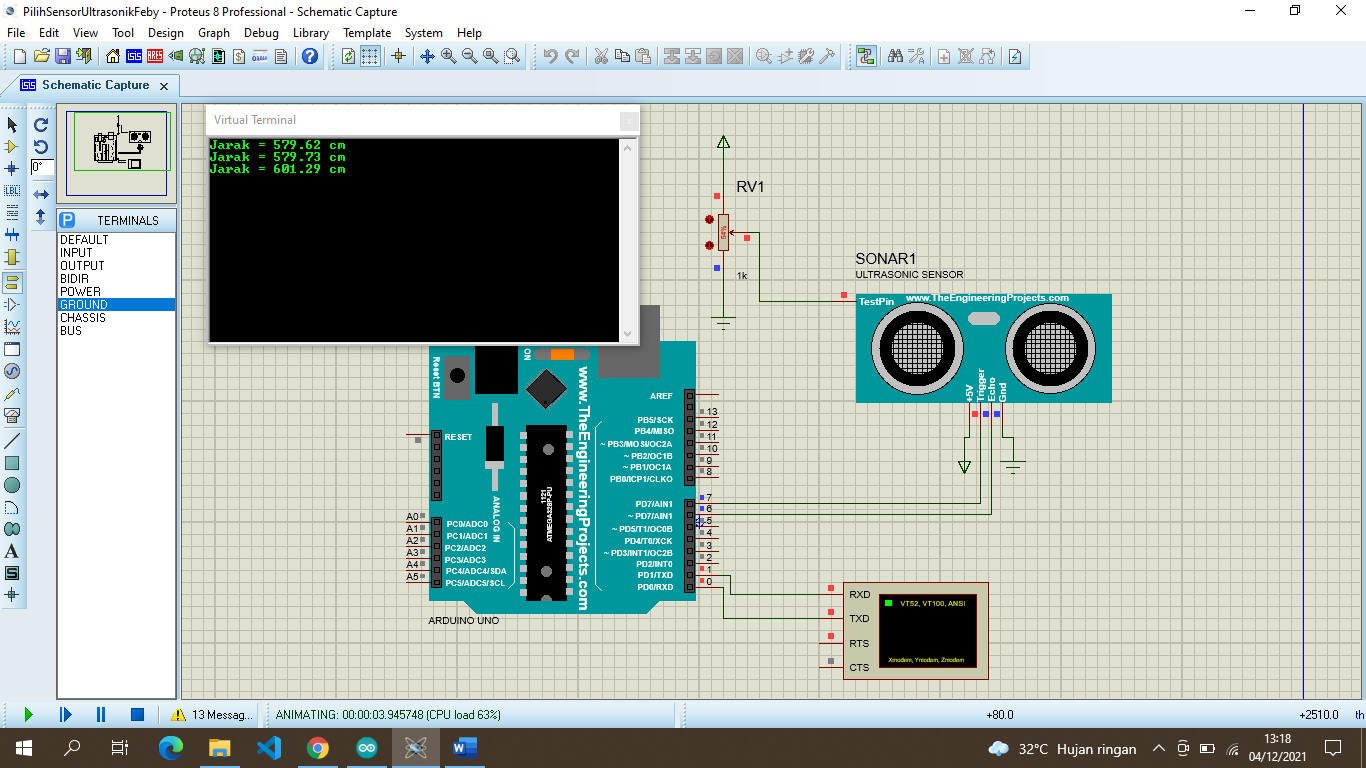 PilihSensorUltrasonikFeby - Proteus 8 Professional - Schematic Capture
File Edit View Tool Design Graph Debug Library Template System Help
Schematic Capture
0°
LBL
TERMINALS
DEFAULT
INPUT
OUTPUT
BIDIR
POWER
GROUND
CHASSIS
BUS
Virtual Terminal
Jarak = 579.62 cm
Jarak = 579.73 cm
Jarak = 601.29 cm
RV1
54%
1k
SONAR1
ULTRASONIC SENSOR
TestPin
www.TheEngineeringProjects.com
+5V
Trigger
Echo
Gnd
Reset BTN
ON
www.TheEngineeringProjects.com
RESET
ANALOG IN
1121
ATMEGA328P-PU
AREF
PB5/SCK 13
PB4/MISO 12
~ PB3/MOSI/OC2A 11
~ PB2/OC1B 10
~ PB1/OC1A 9
PB0/ICP1/CLKO 8
PD7/AIN1 7
~ PD7/AIN1 6
~ PD5/T1/OC0B 5
PD4/T0/XCK 4
~ PD3/INT1/OC2B 3
PD2/INT0 2
PD1/TXD 1
PD0/RXD 0
A0 PC0/ADC0
A1 PC1/ADC1
A2 PC2/ADC2
A3 PC3/ADC3
A4 PC4/ADC4/SDA
A5 PC5/ADC5/SCL
ARDUINO UNO
RXD
TXD
RTS
CTS
VT52, VT100, ANSI
Xmodem, Ymodem, Zmodem
13 Messag...
ANIMATING: 00:00:03.945748 (CPU load 63%)
+80.0
+2510.0
th
32°C Hujan ringan
13:18
04/12/2021